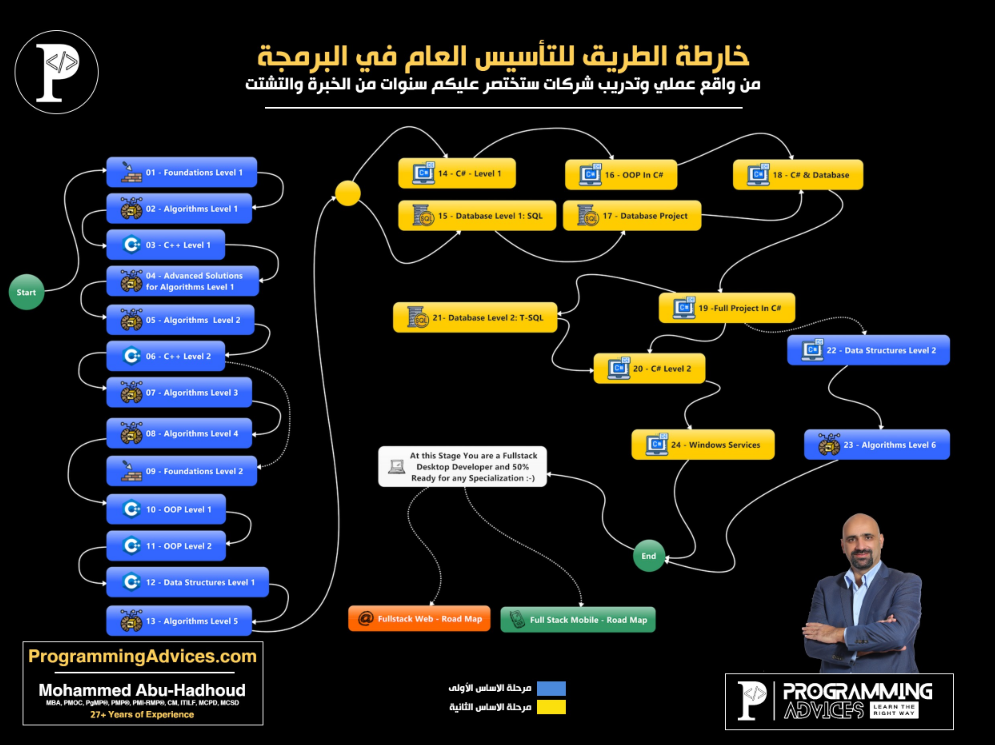 P
</>
خارطة الطريق للتأسيس العام في البرمجة
من واقع عملي وتدريب شركات ستختصر عليكم سنوات من الخبرة والتشتت
Start
01 - Foundations Level 1
02 - Algorithms Level 1
03 - C++ Level 1
04 - Advanced Solutions
for Algorithms Level 1
05 - Algorithms Level 2
06 - C++ Level 2
07 - Algorithms Level 3
08 - Algorithms Level 4
09 - Foundations Level 2
10 - OOP Level 1
11 - OOP Level 2
12 - Data Structures Level 1
13 - Algorithms Level 5
14 - C# - Level 1
16 - OOP In C#
18 - C# & Database
15 - Database Level 1: SQL
17 - Database Project
19 -Full Project In C#
21- Database Level 2: T-SQL
22 - Data Structures Level 2
20 - C# Level 2
24 - Windows Services
23 - Algorithms Level 6
At this Stage You are a Fullstack
Desktop Developer and 50%
Ready for any Specialization :-)
End
@ Fullstack Web - Road Map
Full Stack Mobile - Road Map
ProgrammingAdvices.com
Mohammed Abu-Hadhoud
MBA, PMOC, PgMP®, PMP®, PMI-RMP®, CM, ITILF, MCPD, MCSD
27+ Years of Experience
مرحلة الاساس الأولى
مرحلة الاساس الثانية
P
</>
PROGRAMMING
ADVICES
LEARN THE
RIGHT WAY